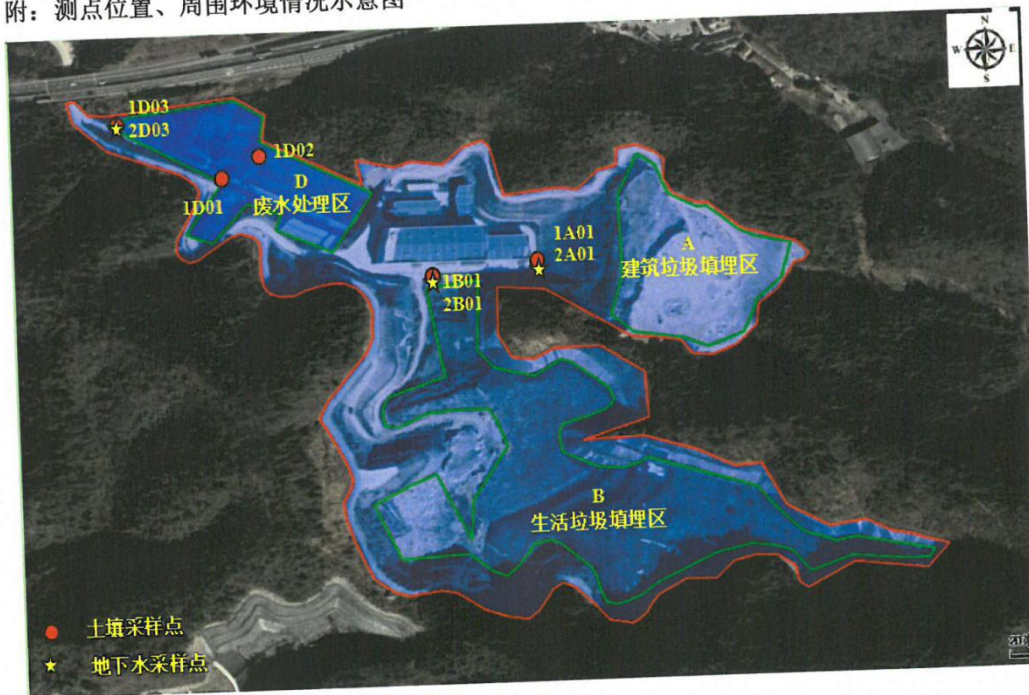 附：测点位置、周围环境情况示意图
N
W E
S
1D03
2D03
1D02
D
废水处理区
1D01
1A01
2A01
A
建筑垃圾填埋区
1B01
2B01
B
生活垃圾填埋区
土壤采样点
地下水采样点